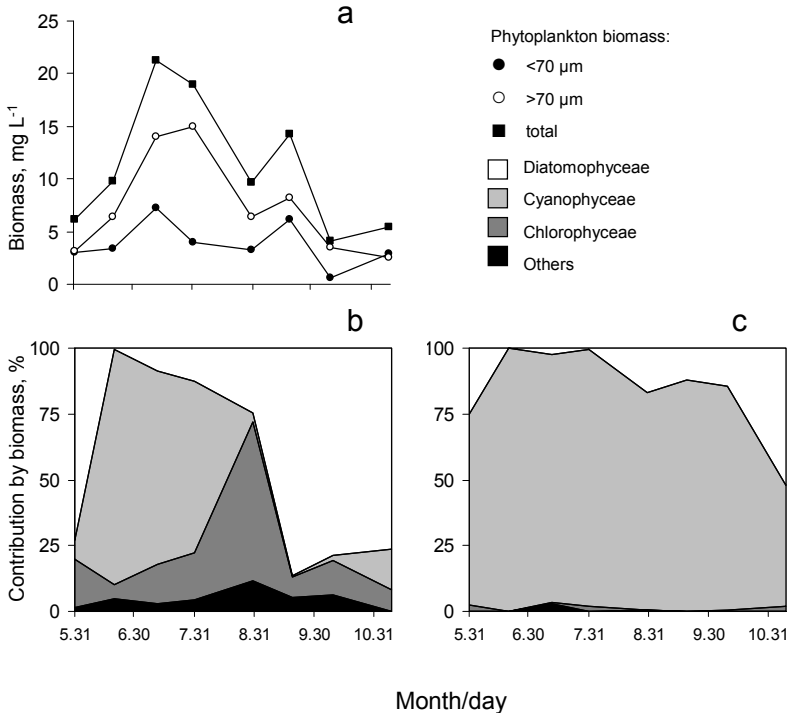 a
25
20
15
10
5
0
Biomass, mg L⁻¹
Phytoplankton biomass:
<70 µm
>70 µm
total
Diatomophyceae
Cyanophyceae
Chlorophyceae
Others
b
c
100
75
50
25
0
Contribution by biomass, %
5.31 6.30 7.31 8.31 9.30 10.31
100
75
50
25
0
5.31 6.30 7.31 8.31 9.30 10.31
Month/day